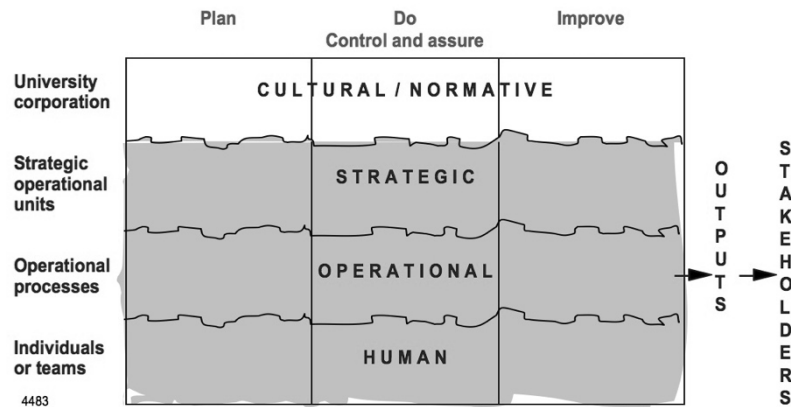 Plan
Do
Improve
Control and assure
University
corporation
CULTURAL / NORMATIVE
Strategic
operational
units
STRATEGIC
Operational
processes
OPERATIONAL
Individuals
or teams
HUMAN
4483
OUTPUTS
STAKEHOLDERS